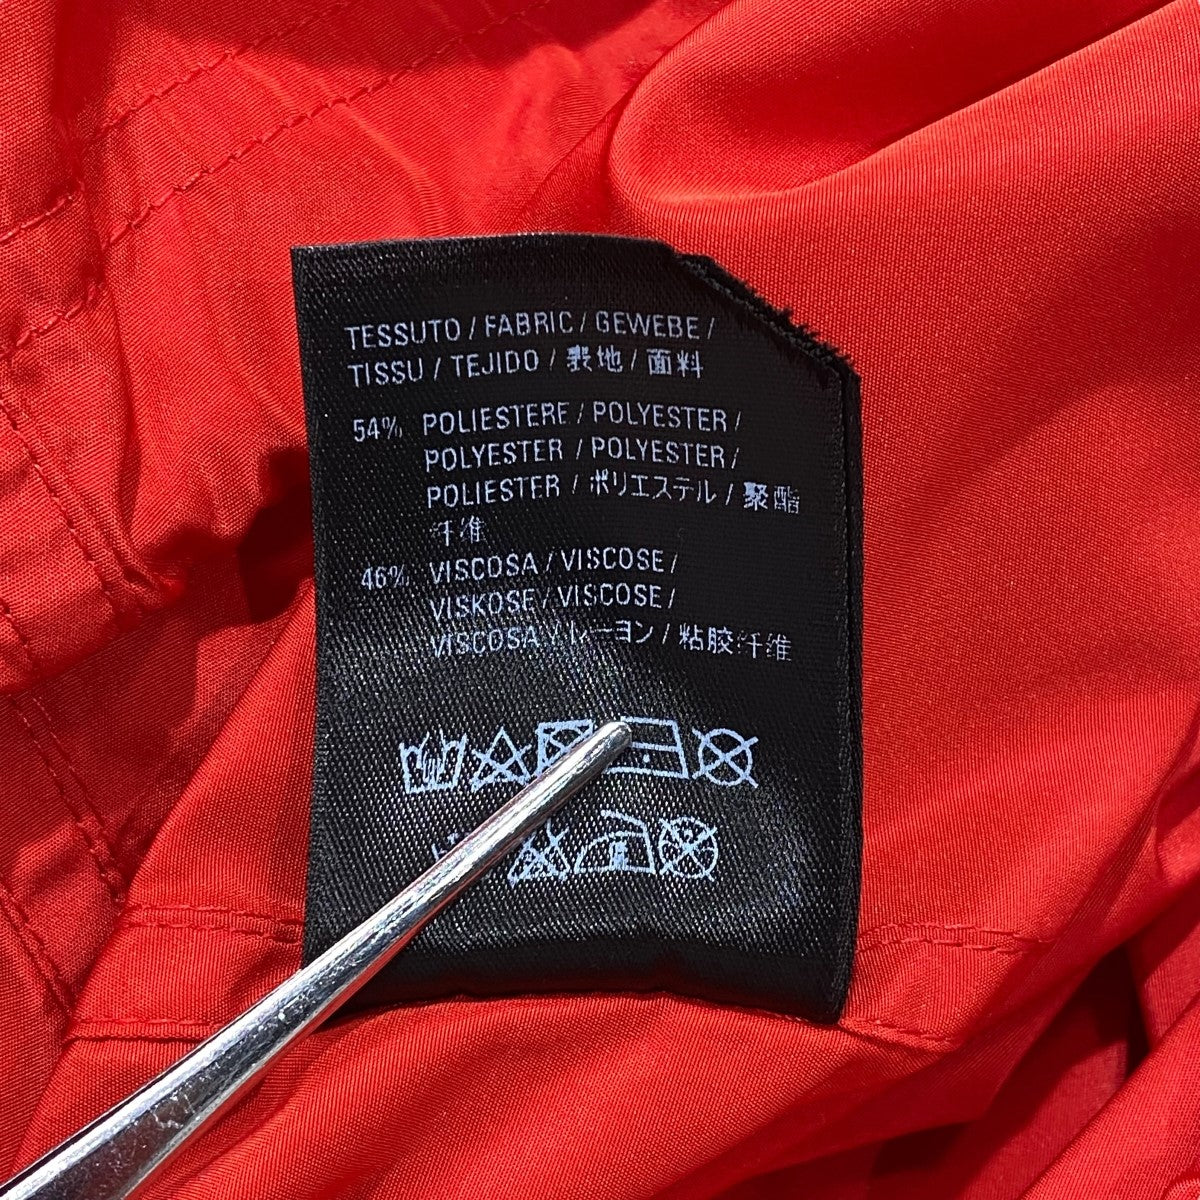 TESSUTO / FABRIC / GEWEBE /
TISSU / TEJIDO / 表地 / 面料
54% POLIESTERE / POLYESTER /
POLYESTER / POLYESTER /
POLIESTER / ポリエステル / 聚酯
纤维
46% VISCOSA / VISCOSE /
VISKOSE / VISCOSE /
VISCOSA / レーヨン / 粘胶纤维